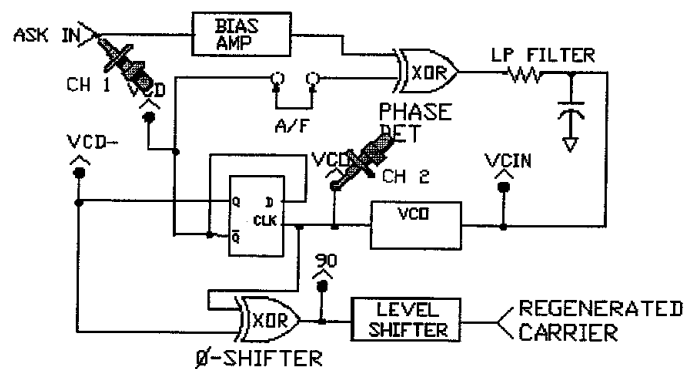 ASK IN
BIAS
AMP
XOR
LP FILTER
CH 1
A/F
PHASE
DET
VCD-
CH 2
VCIN
Q
D
CLK
Q̅
VCO
90
XOR
LEVEL
SHIFTER
REGENERATED
CARRIER
Ø-SHIFTER